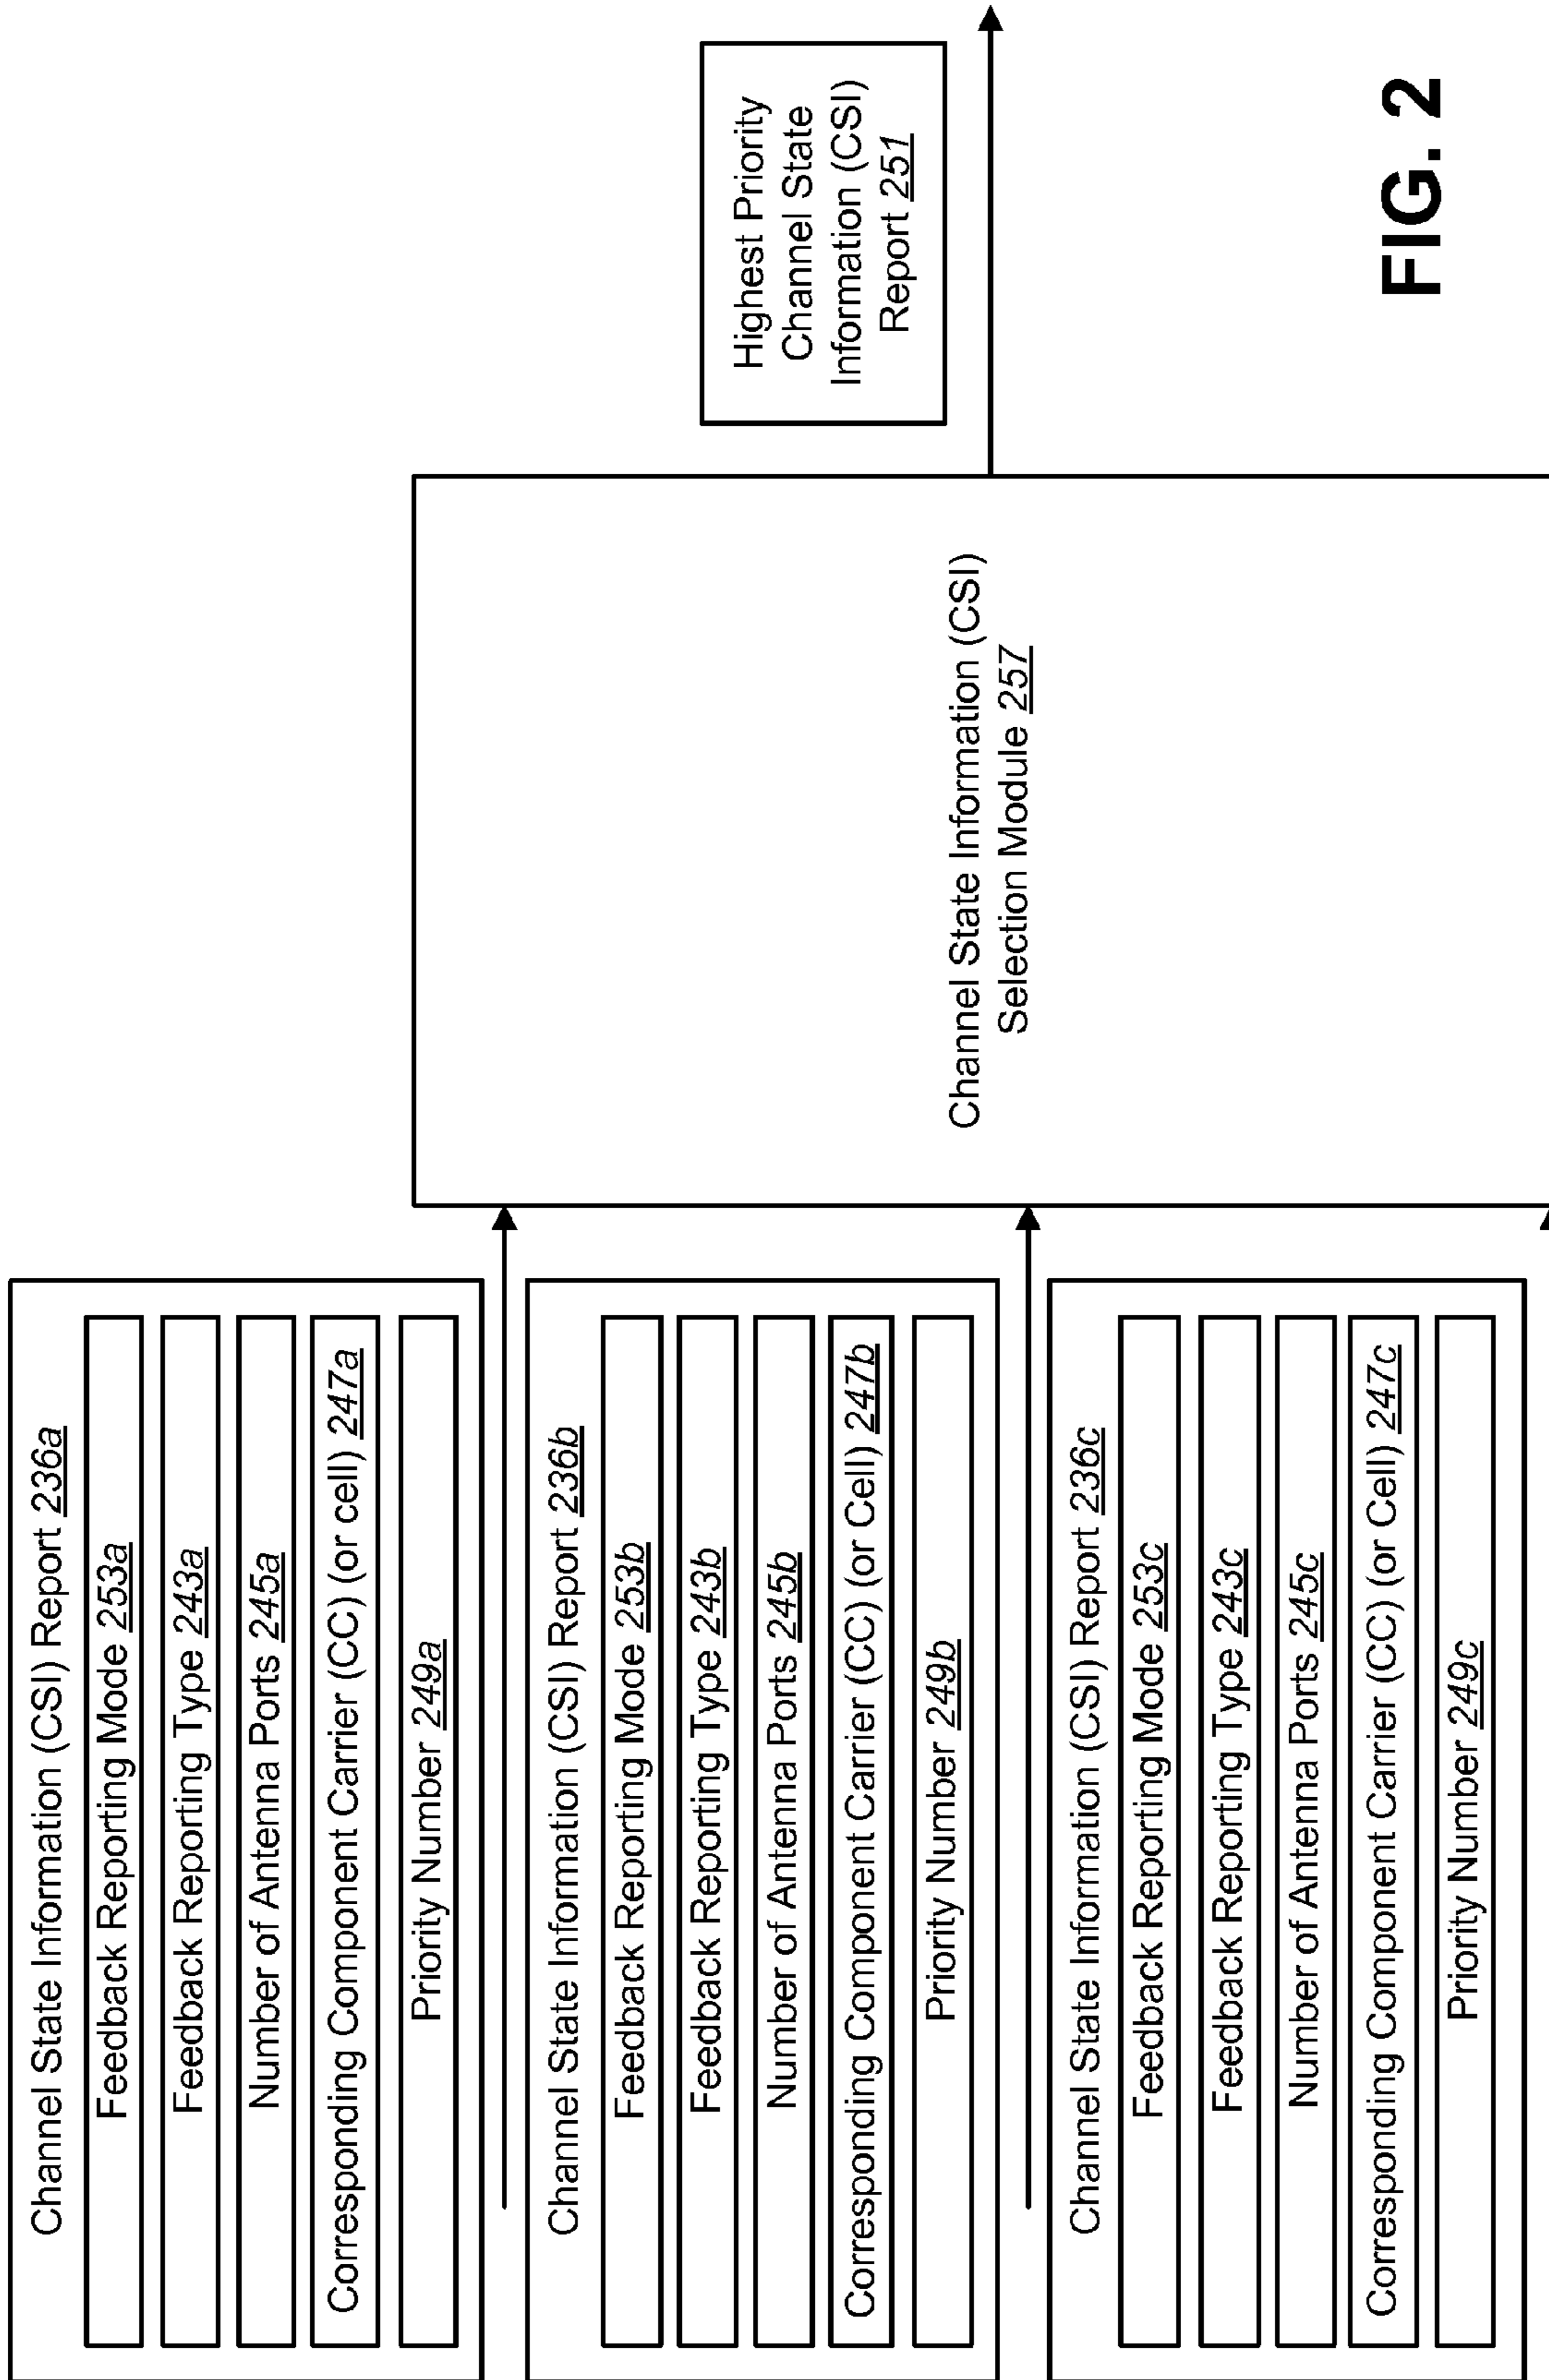 Channel State Information (CSI) Report 236a
Feedback Reporting Mode 253a
Feedback Reporting Type 243a
Number of Antenna Ports 245a
Corresponding Component Carrier (CC) (or cell) 247a
Priority Number 249a
Channel State Information (CSI) Report 236b
Feedback Reporting Mode 253b
Feedback Reporting Type 243b
Number of Antenna Ports 245b
Corresponding Component Carrier (CC) (or Cell) 247b
Priority Number 249b
Channel State Information (CSI) Report 236c
Feedback Reporting Mode 253c
Feedback Reporting Type 243c
Number of Antenna Ports 245c
Corresponding Component Carrier (CC) (or Cell) 247c
Priority Number 249c
Channel State Information (CSI)
Selection Module 257
Highest Priority
Channel State
Information (CSI)
Report 251
FIG. 2